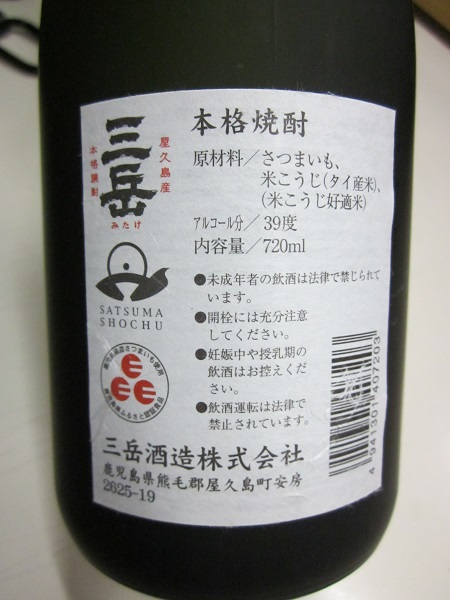 屋久島産
三岳
みたけ
本格焼酎
SATSUMA
SHOCHU
本格焼酎
原材料／さつまいも、
米こうじ(タイ産米)、
(米こうじ好適米)
アルコール分／39度
内容量／720ml
●未成年者の飲酒は法律で禁じられて
います。
●開栓には充分注意
してください。
●妊娠中や授乳期の
飲酒はお控えくだ
さい。
●飲酒運転は法律で
禁止されています。
三岳酒造株式会社
鹿児島県熊毛郡屋久島町安房
2625-19
4 941301 407203